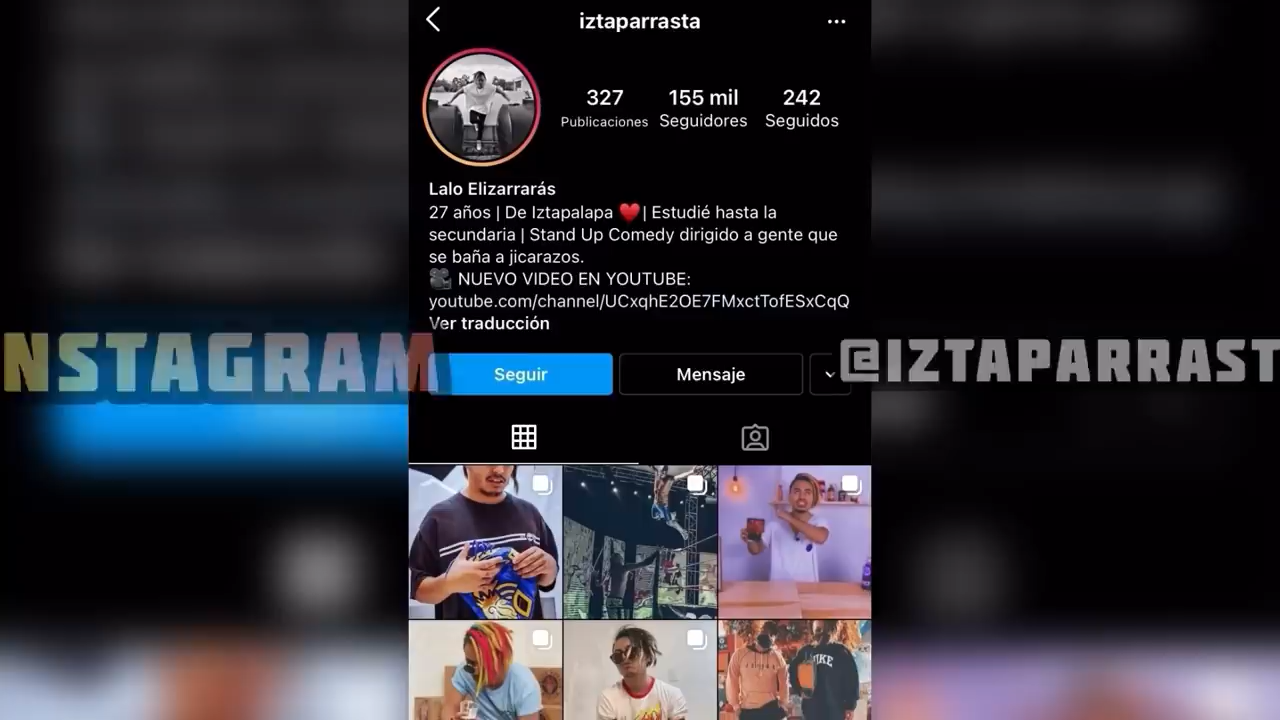 iztaparrasta
327
Publicaciones
155 mil
Seguidores
242
Seguidos
Lalo Elizarrarás
27 años | De Iztapalapa ❤️| Estudié hasta la
secundaria | Stand Up Comedy dirigido a gente que
se baña a jicarazos.
🎥 NUEVO VIDEO EN YOUTUBE:
youtube.com/channel/UCxqhE2OE7FMxctTofESxCqQ
Ver traducción
NSTAGRAM
Seguir
Mensaje
@IZTAPARRAST